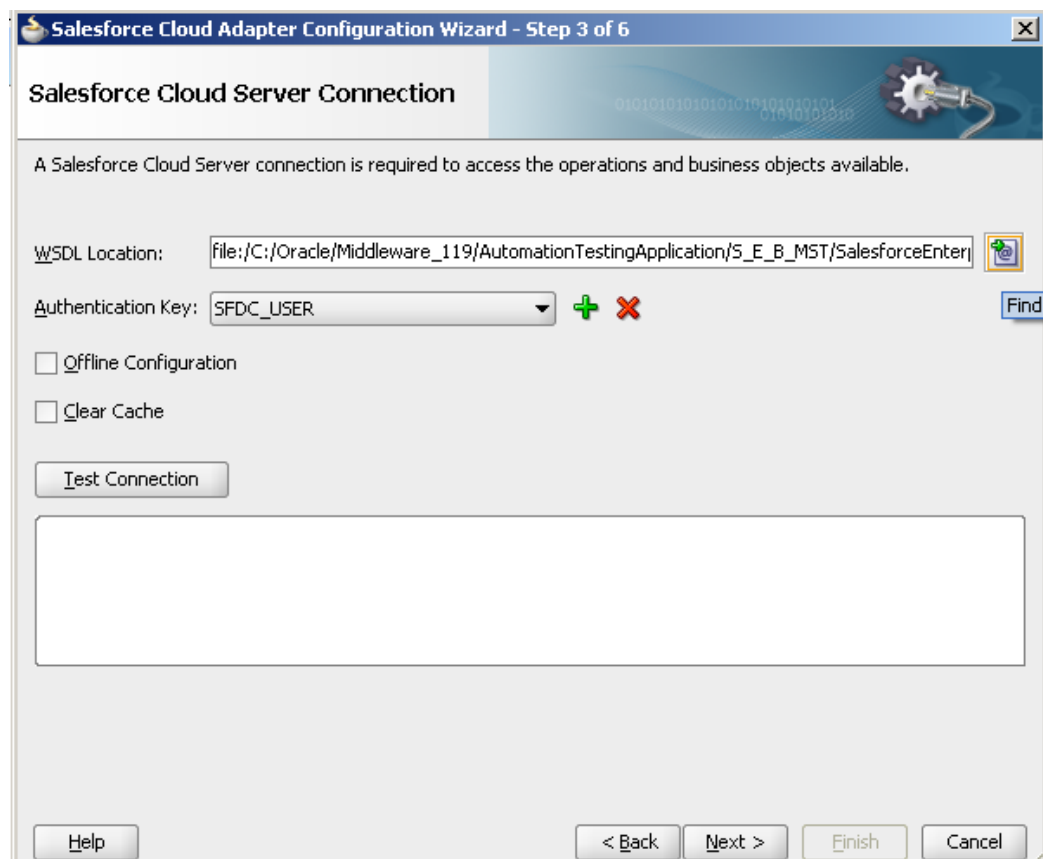 Salesforce Cloud Adapter Configuration Wizard - Step 3 of 6
Salesforce Cloud Server Connection
A Salesforce Cloud Server connection is required to access the operations and business objects available.
WSDL Location: file:/C:/Oracle/Middleware_119/AutomationTestingApplication/S_E_B_MST/SalesforceEnter
Authentication Key: SFDC_USER
Find
Offline Configuration
Clear Cache
Test Connection
Help < Back Next > Finish Cancel